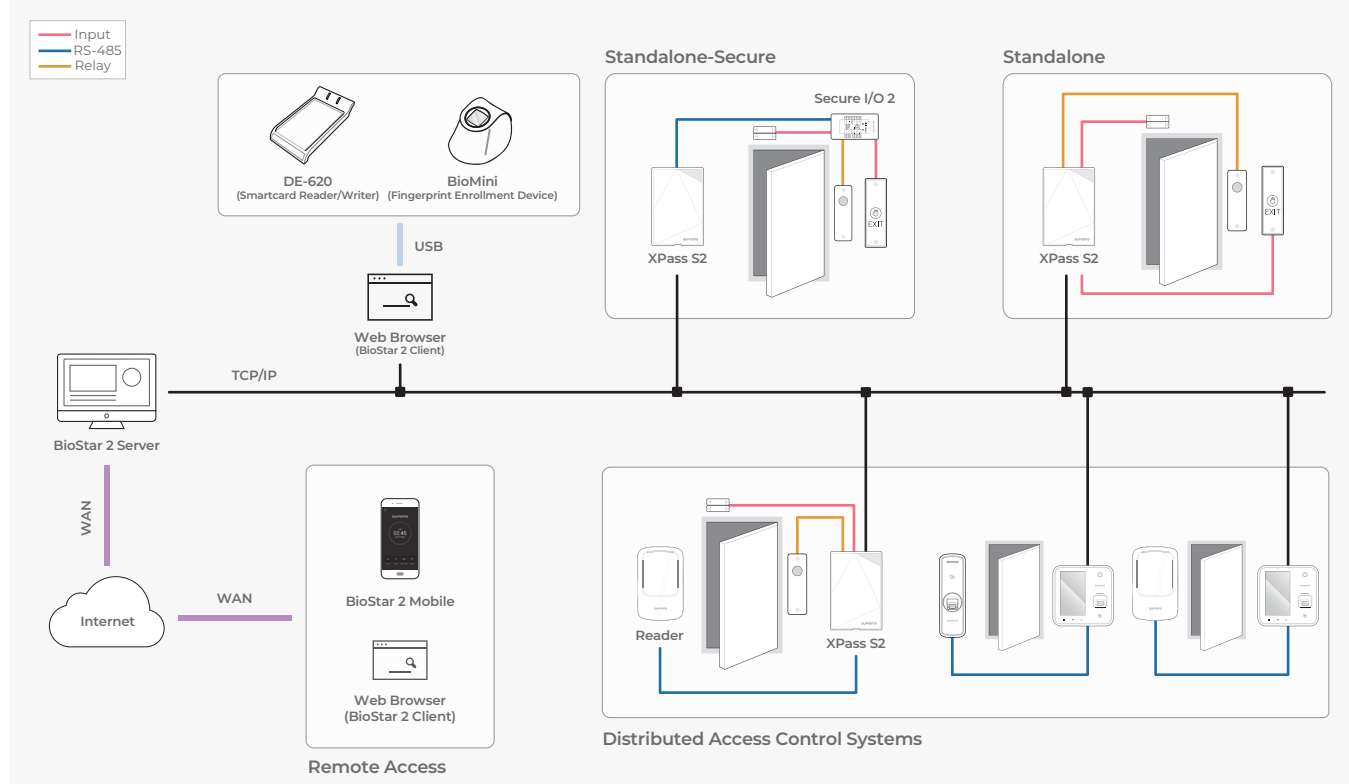 Input
RS-485
Relay
Standalone-Secure
Standalone
Secure I/O 2
DE-620
(Smartcard Reader/Writer)
BioMini
(Fingerprint Enrollment Device)
EXIT
EXIT
USB
XPass S2
XPass S2
Web Browser
(BioStar 2 Client)
TCP/IP
BioStar 2 Server
WAN
02:45
BioStar 2 Mobile
WAN
Internet
Reader
XPass S2
Web Browser
(BioStar 2 Client)
Distributed Access Control Systems
Remote Access